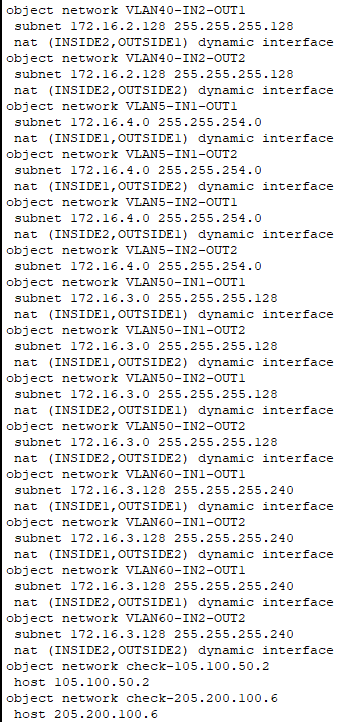 object network VLAN40-IN2-OUT1
subnet 172.16.2.128 255.255.255.128
nat (INSIDE2,OUTSIDE1) dynamic interface
object network VLAN40-IN2-OUT2
subnet 172.16.2.128 255.255.255.128
nat (INSIDE2,OUTSIDE2) dynamic interface
object network VLAN5-IN1-OUT1
subnet 172.16.4.0 255.255.254.0
nat (INSIDE1,OUTSIDE1) dynamic interface
object network VLAN5-IN1-OUT2
subnet 172.16.4.0 255.255.254.0
nat (INSIDE1,OUTSIDE2) dynamic interface
object network VLAN5-IN2-OUT1
subnet 172.16.4.0 255.255.254.0
nat (INSIDE2,OUTSIDE1) dynamic interface
object network VLAN5-IN2-OUT2
subnet 172.16.4.0 255.255.254.0
object network VLAN50-IN1-OUT1
subnet 172.16.3.0 255.255.255.128
nat (INSIDE1,OUTSIDE1) dynamic interface
object network VLAN50-IN1-OUT2
subnet 172.16.3.0 255.255.255.128
nat (INSIDE1,OUTSIDE2) dynamic interface
object network VLAN50-IN2-OUT1
subnet 172.16.3.0 255.255.255.128
nat (INSIDE2,OUTSIDE1) dynamic interface
object network VLAN50-IN2-OUT2
subnet 172.16.3.0 255.255.255.128
nat (INSIDE2,OUTSIDE2) dynamic interface
object network VLAN60-IN1-OUT1
subnet 172.16.3.128 255.255.255.240
nat (INSIDE1,OUTSIDE1) dynamic interface
object network VLAN60-IN1-OUT2
subnet 172.16.3.128 255.255.255.240
nat (INSIDE1,OUTSIDE2) dynamic interface
object network VLAN60-IN2-OUT1
subnet 172.16.3.128 255.255.255.240
nat (INSIDE2,OUTSIDE1) dynamic interface
object network VLAN60-IN2-OUT2
subnet 172.16.3.128 255.255.255.240
nat (INSIDE2,OUTSIDE2) dynamic interface
object network check-105.100.50.2
host 105.100.50.2
object network check-205.200.100.6
host 205.200.100.6